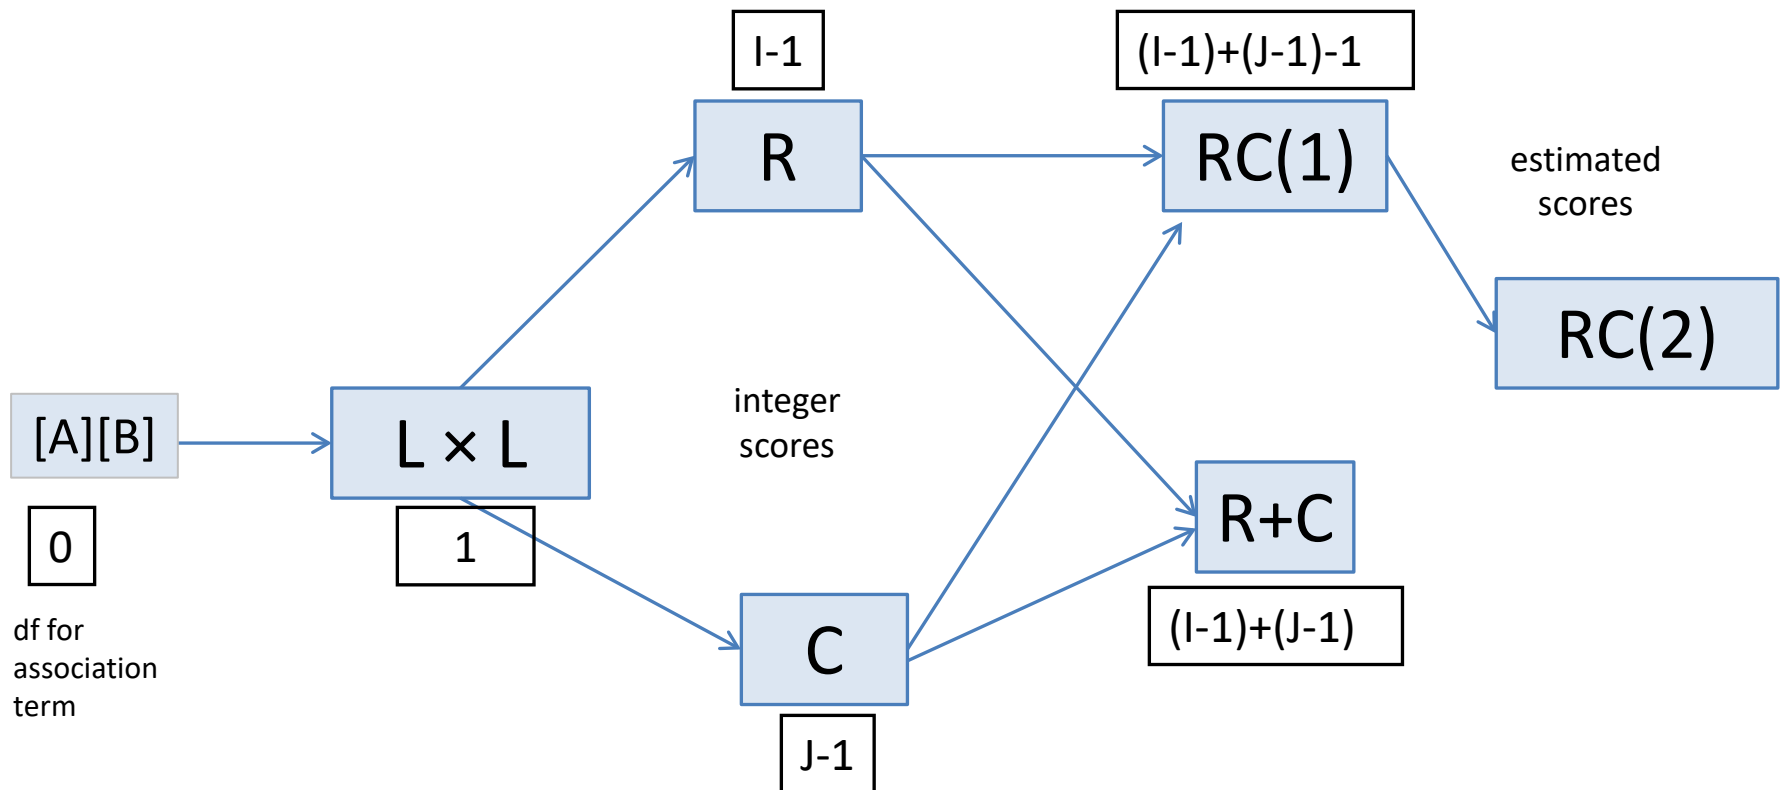 I-1
(I-1)+(J-1)-1
R
RC(1)
estimated
scores
RC(2)
[A][B]
L × L
integer
scores
R+C
0
1
(I-1)+(J-1)
df for
association
term
C
J-1